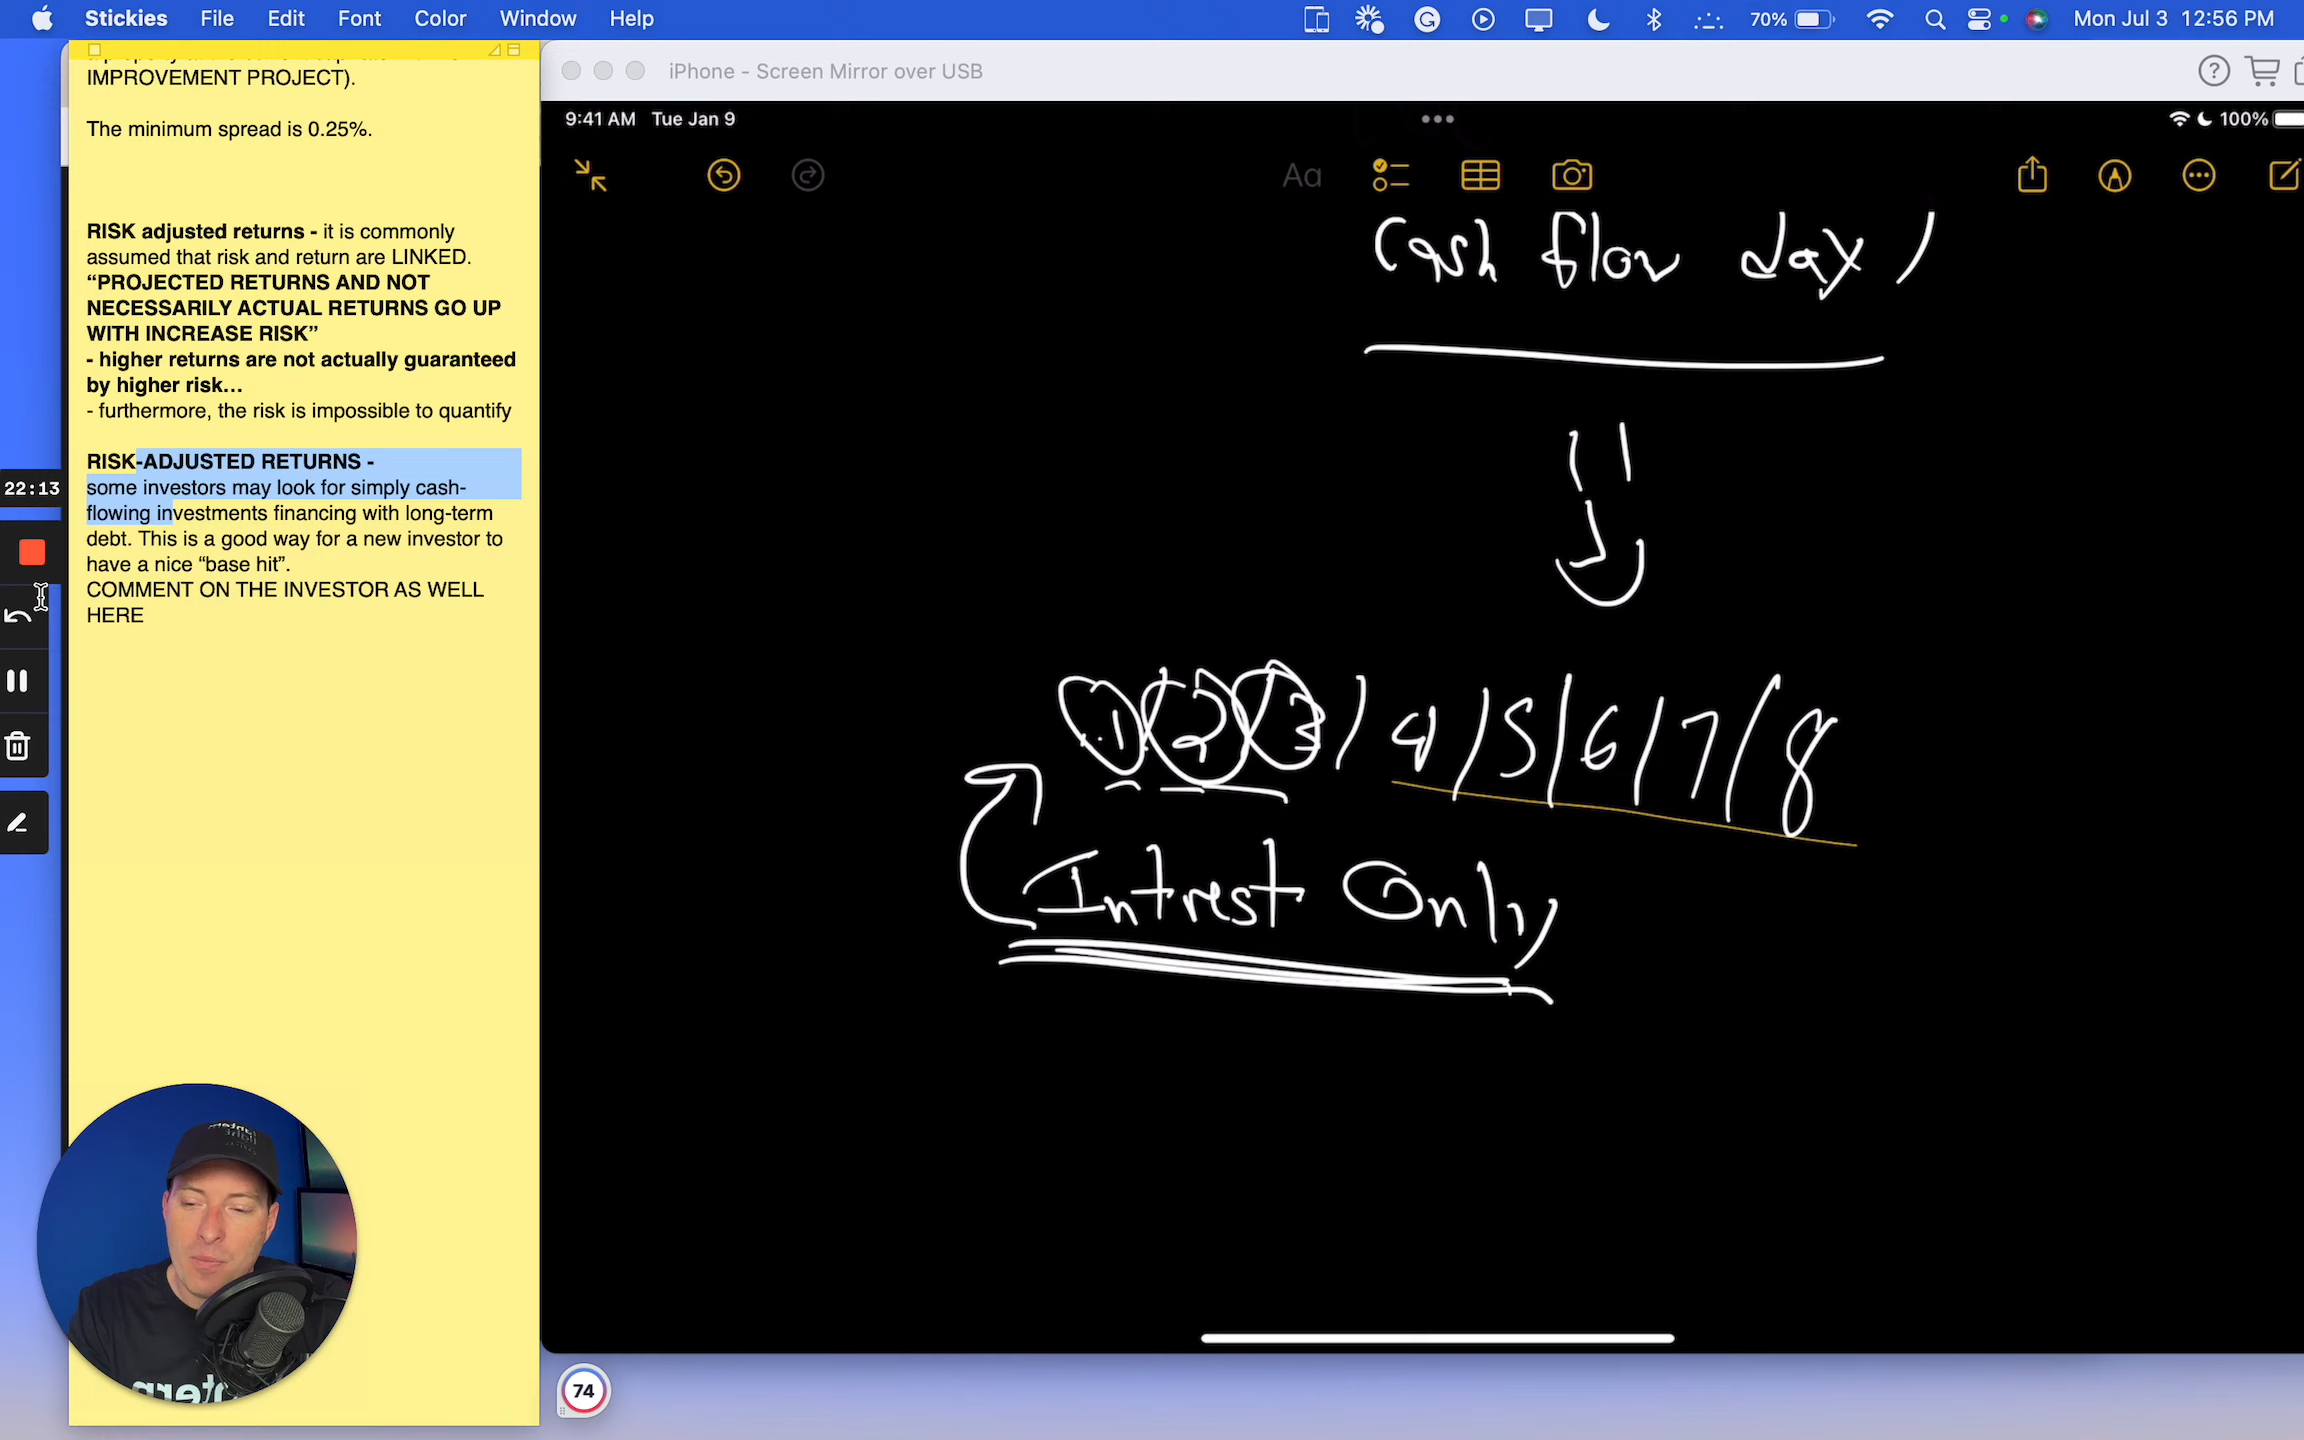 Stickies File Edit Font Color Window Help 70% Mon Jul 3 12:56 PM
IMPROVEMENT PROJECT).
The minimum spread is 0.25%.
RISK adjusted returns - it is commonly
assumed that risk and return are LINKED.
“PROJECTED RETURNS AND NOT
NECESSARILY ACTUAL RETURNS GO UP
WITH INCREASE RISK”
- higher returns are not actually guaranteed
by higher risk...
- furthermore, the risk is impossible to quantify
RISK-ADJUSTED RETURNS -
some investors may look for simply cash-
flowing investments financing with long-term
debt. This is a good way for a new investor to
have a nice “base hit”.
COMMENT ON THE INVESTOR AS WELL
HERE
22:13
iPhone - Screen Mirror over USB
9:41 AM Tue Jan 9 100%
Aa
Cash flow day 1
1 2 3 / 4 / 5 / 6 / 7 / 8
Intrest Only
74